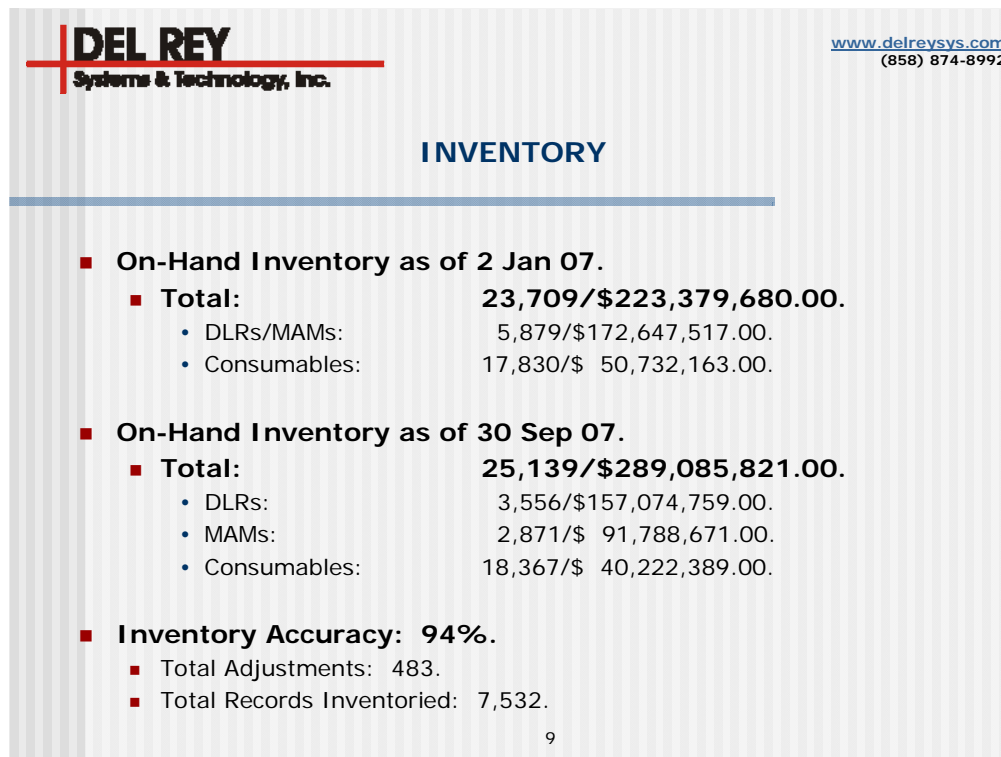 DEL REY
Systems & Technology, Inc.
www.delreysys.com
(858) 874-8992
INVENTORY
On-Hand Inventory as of 2 Jan 07.
Total: 23,709/$223,379,680.00.
• DLRs/MAMs: 5,879/$172,647,517.00.
• Consumables: 17,830/$ 50,732,163.00.
On-Hand Inventory as of 30 Sep 07.
Total: 25,139/$289,085,821.00.
• DLRs: 3,556/$157,074,759.00.
• MAMs: 2,871/$ 91,788,671.00.
• Consumables: 18,367/$ 40,222,389.00.
Inventory Accuracy: 94%.
Total Adjustments: 483.
Total Records Inventoried: 7,532.
9